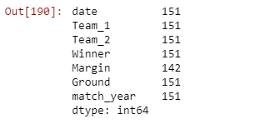 Out[190]: date 151
Team_1 151
Team_2 151
Winner 151
Margin 142
Ground 151
match_year 151
dtype: int64